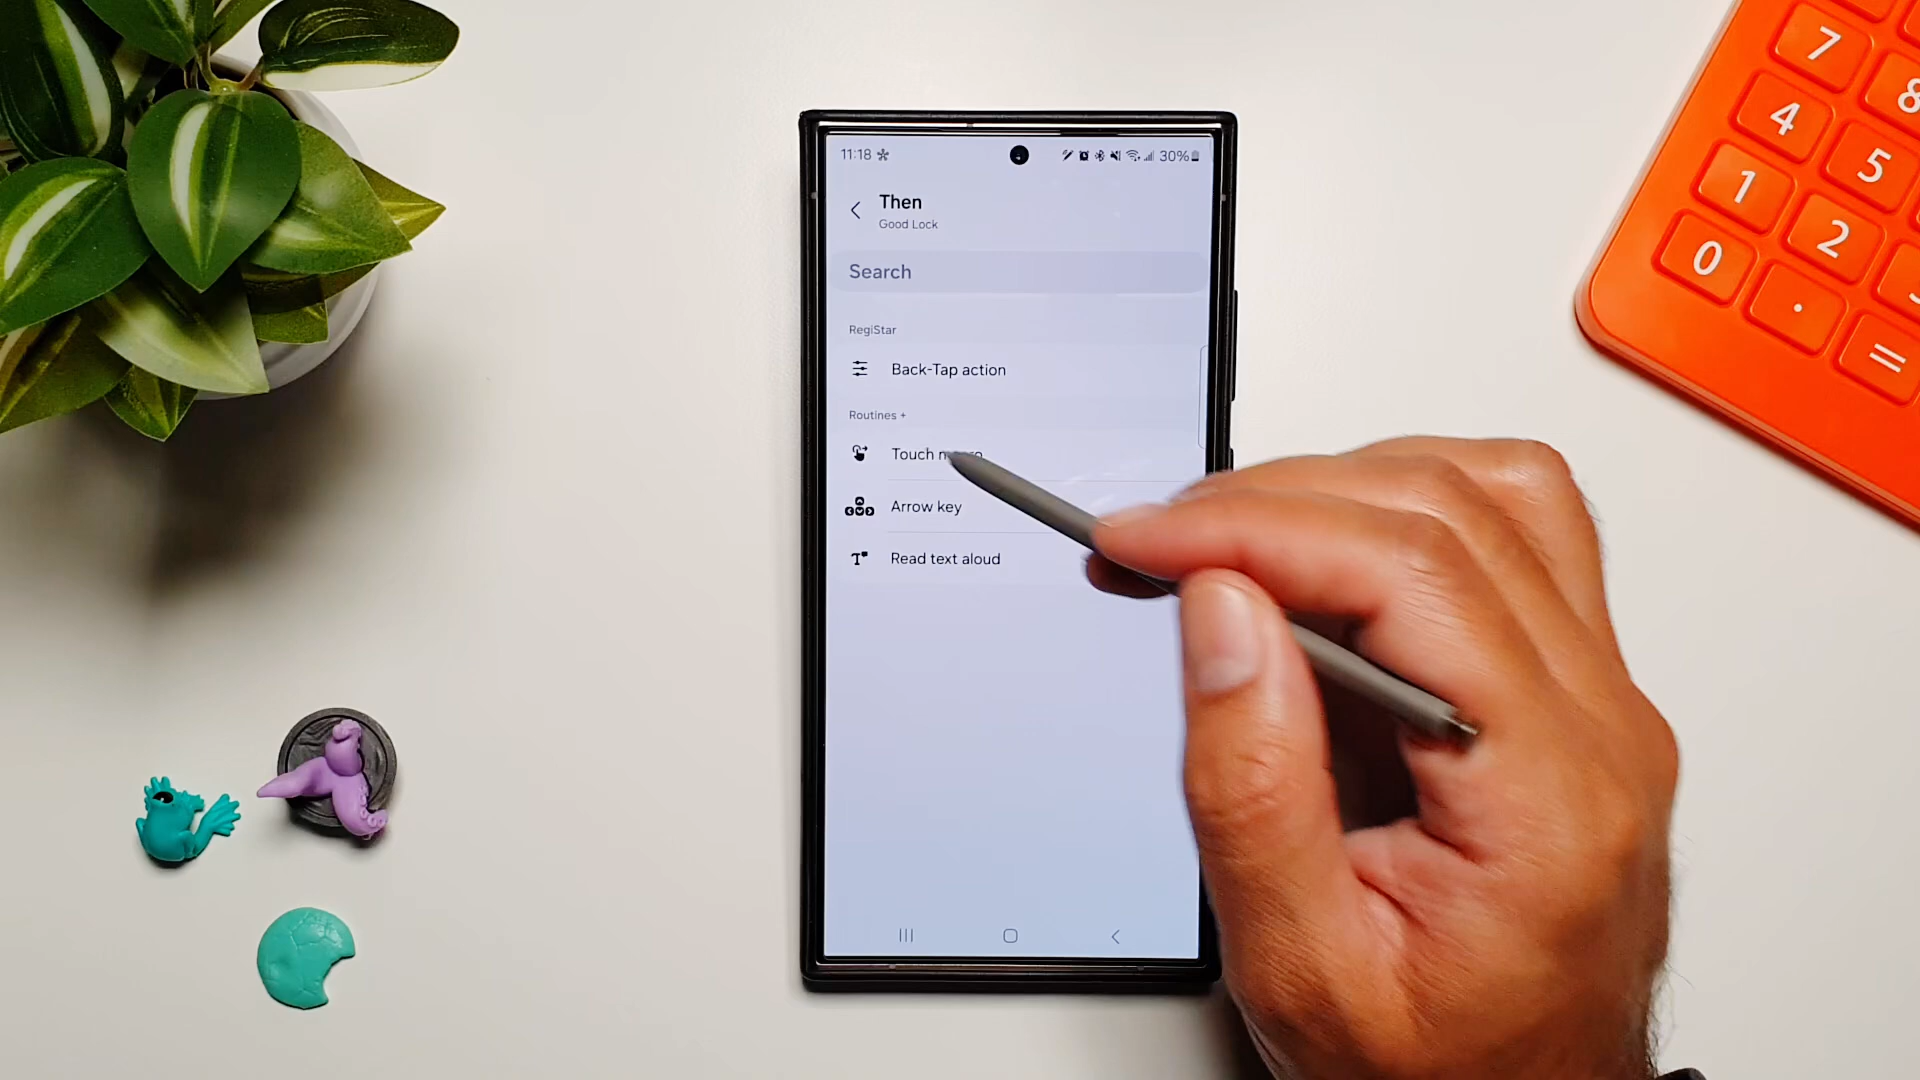 11:18
30%
Then
Good Lock
Search
RegiStar
Back-Tap action
Routines +
Touch
Arrow key
Read text aloud
7
8
4
5
1
2
0
.
=